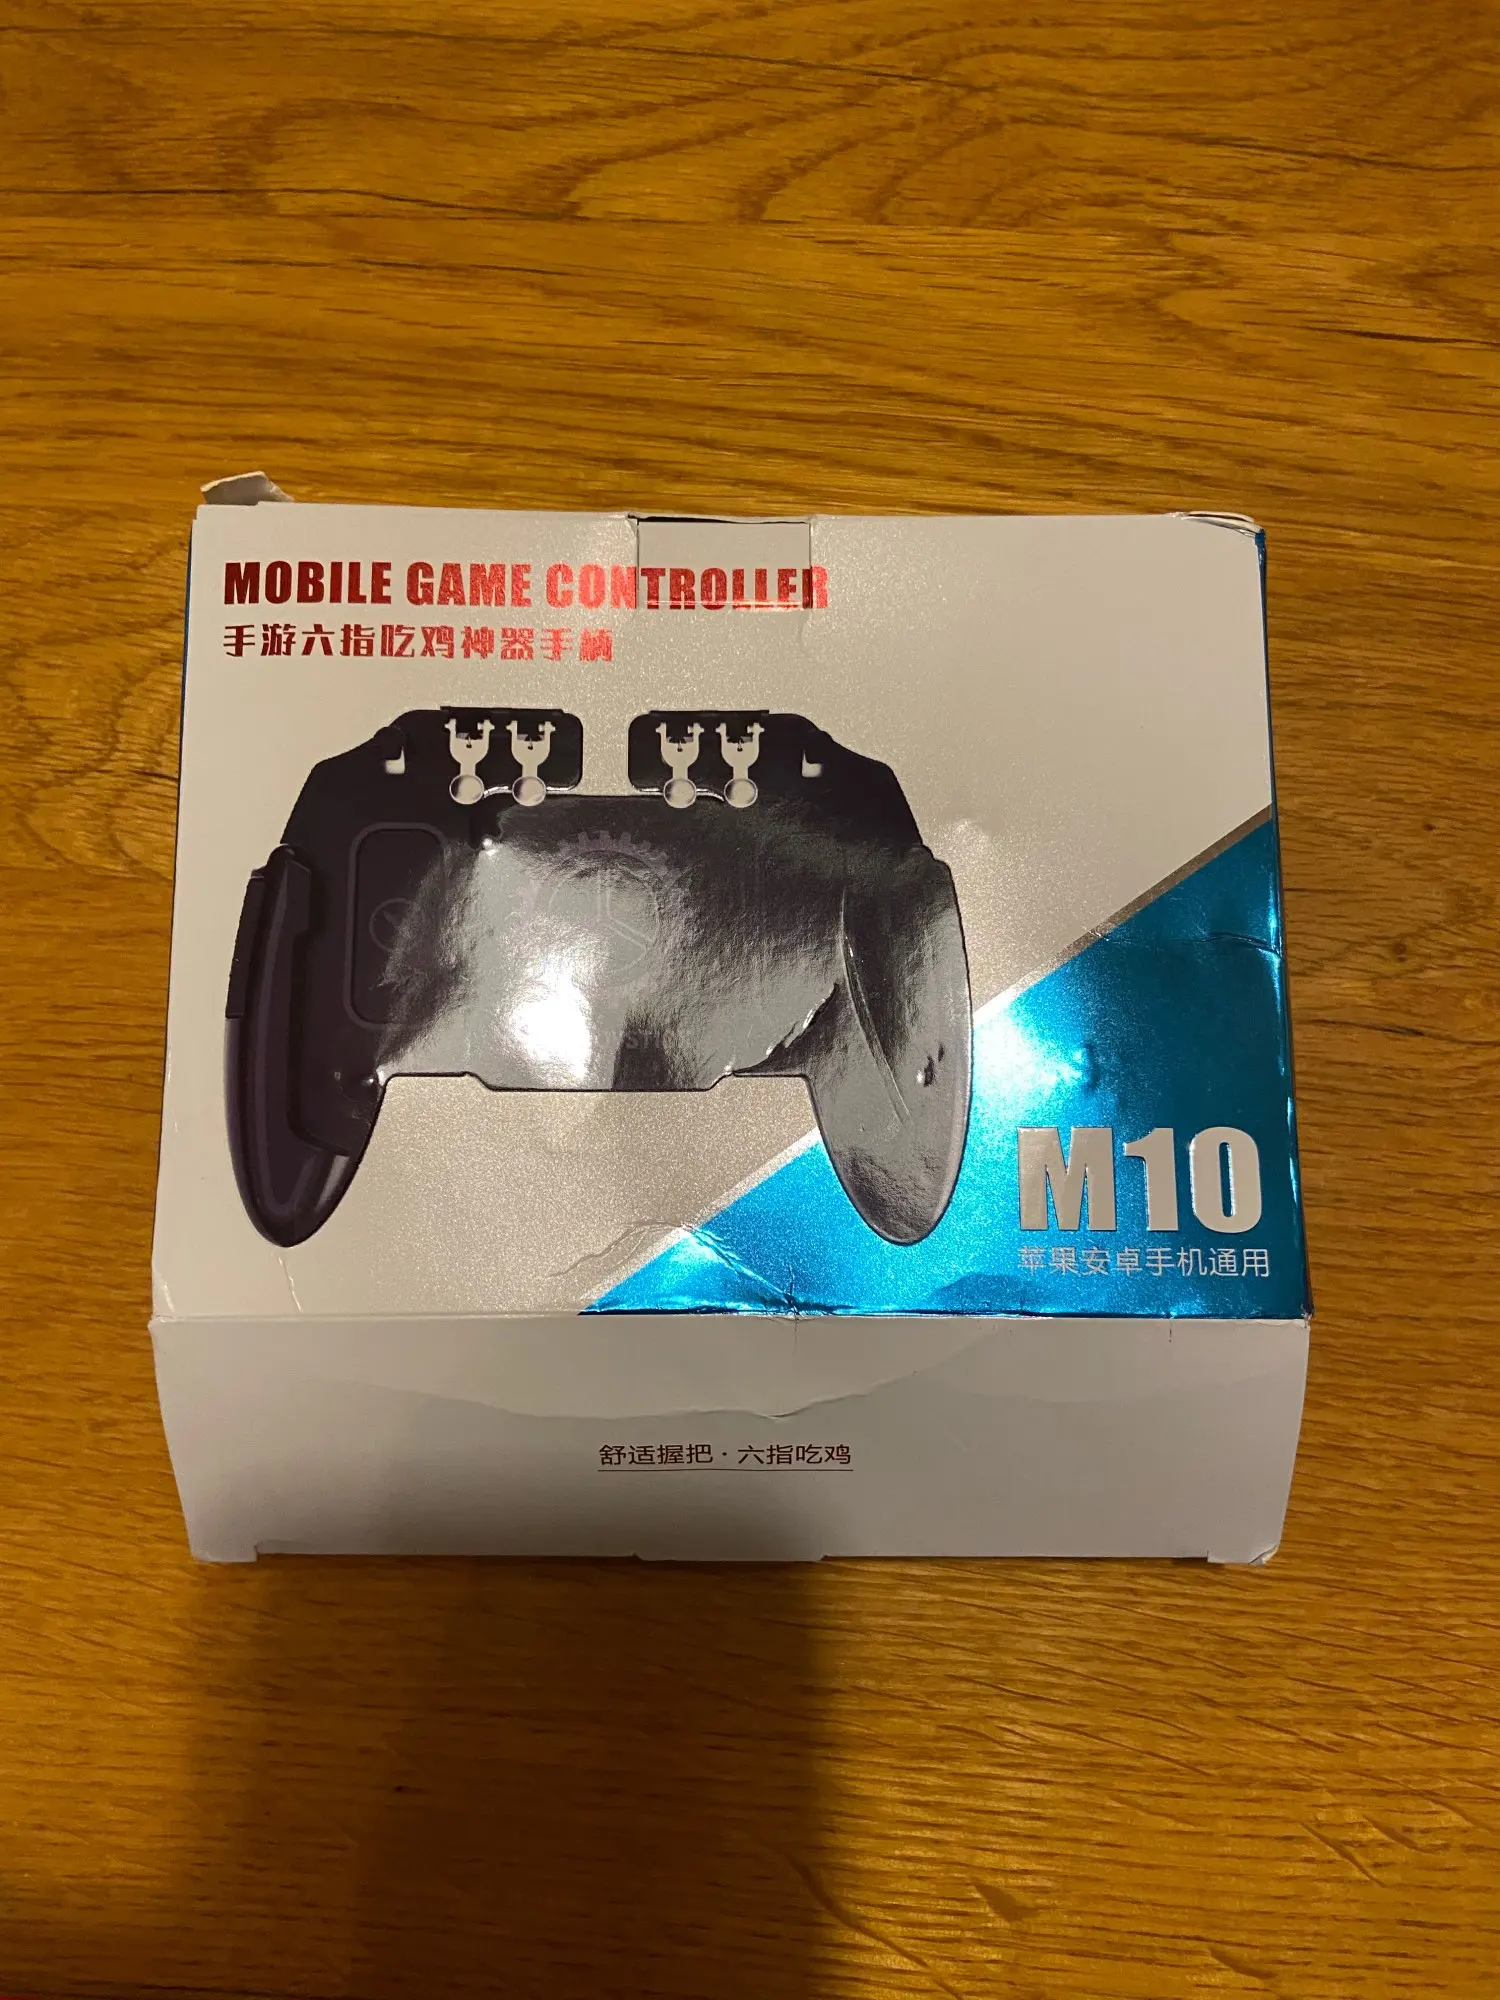 MOBILE GAME CONTROLLER
手游六指吃鸡神器手柄
M10
苹果安卓手机通用
舒适握把·六指吃鸡